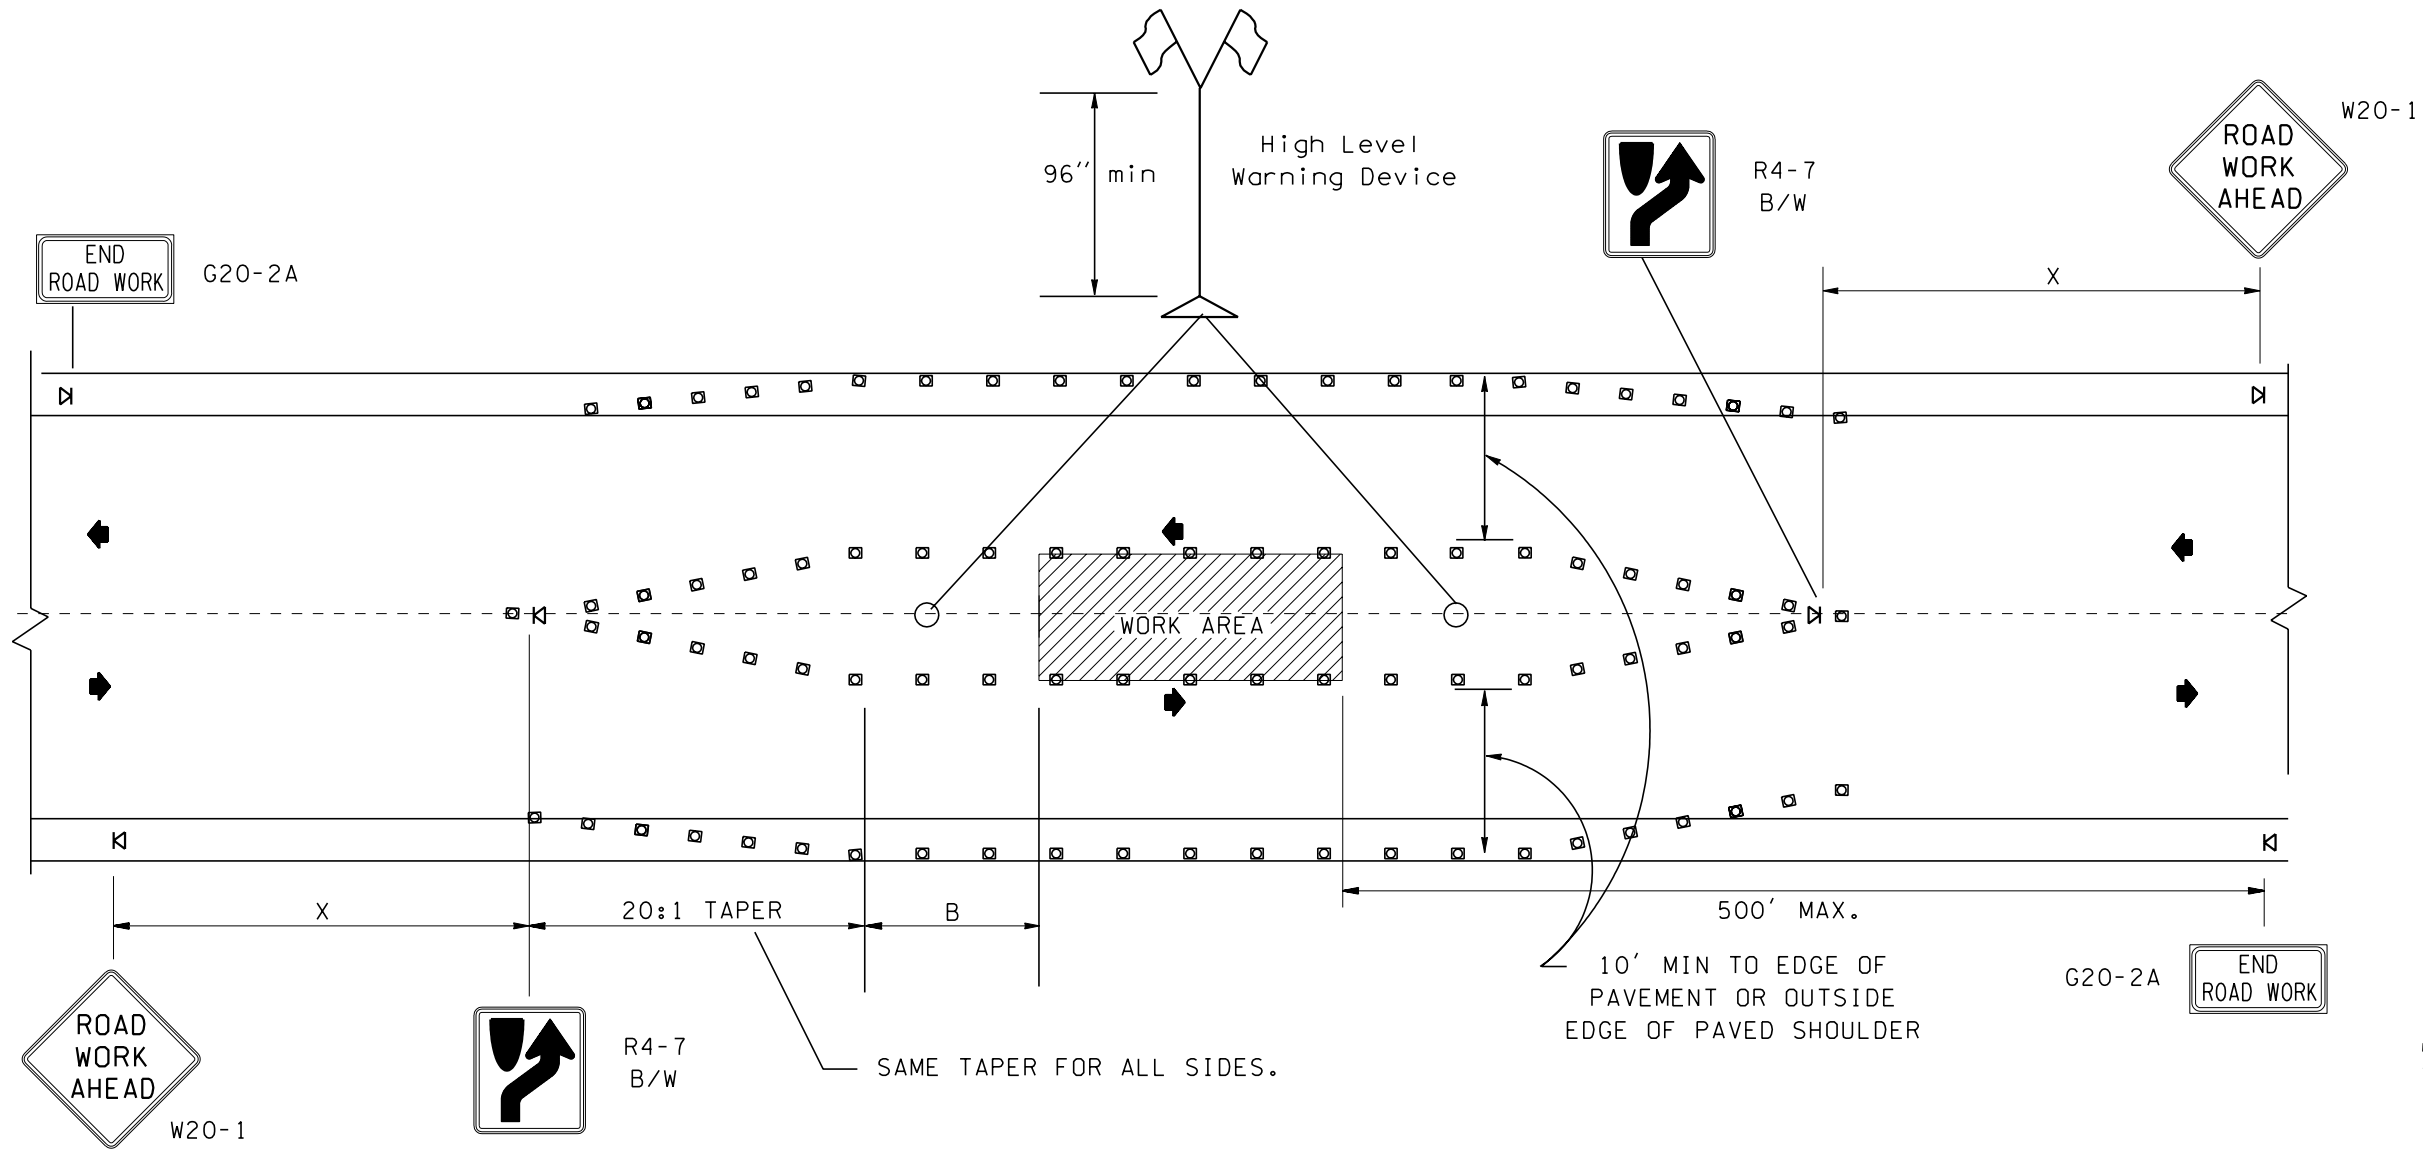 W20-1
ROAD
WORK
AHEAD
High Level
Warning Device
96" min
R4-7
B/W
END
ROAD WORK
G20-2A
X
WORK AREA
X
20:1 TAPER
B
500' MAX.
10' MIN TO EDGE OF
PAVEMENT OR OUTSIDE
EDGE OF PAVED SHOULDER
G20-2A
END
ROAD WORK
ROAD
WORK
AHEAD
W20-1
R4-7
B/W
SAME TAPER FOR ALL SIDES.